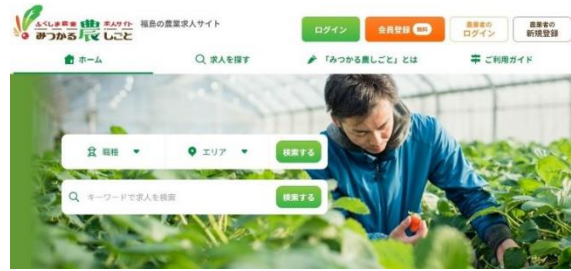 ふくしま農業 求人サイト
みつかる農しごと
福島の農業求人サイト
ログイン
会員登録 無料
農業者の
ログイン
農業者の
新規登録
ホーム
求人を探す
「みつかる農しごと」とは
ご利用ガイド
職種
エリア
検索する
キーワードで求人を検索
検索する